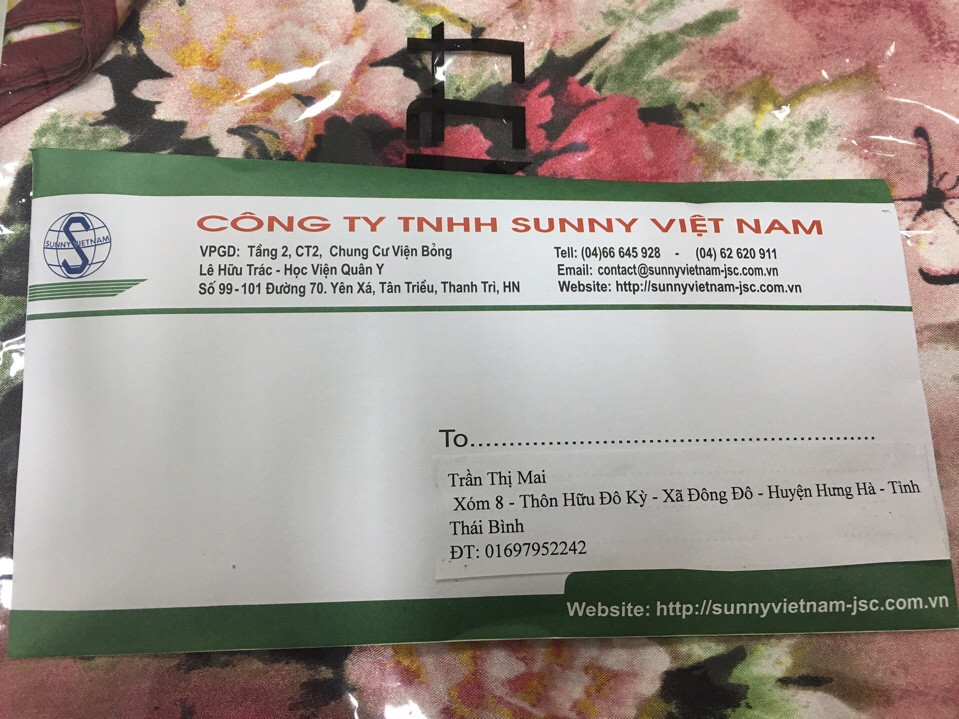 SUNNY VIETNAM
CÔNG TY TNHH SUNNY VIỆT NAM
VPGD: Tầng 2, CT2, Chung Cư Viện Bỏng
Lê Hữu Trác - Học Viện Quân Y
Số 99-101 Đường 70. Yên Xá, Tân Triều, Thanh Trì, HN
Tell: (04)66 645 928 - (04) 62 620 911
Email: contact@sunnyvietnam-jsc.com.vn
Website: http://sunnyvietnam-jsc.com.vn
To.....................................................
Trần Thị Mai
Xóm 8 - Thôn Hữu Đô Kỳ - Xã Đông Đô - Huyện Hưng Hà - Tỉnh
Thái Bình
ĐT: 01697952242
Website: http://sunnyvietnam-jsc.com.vn